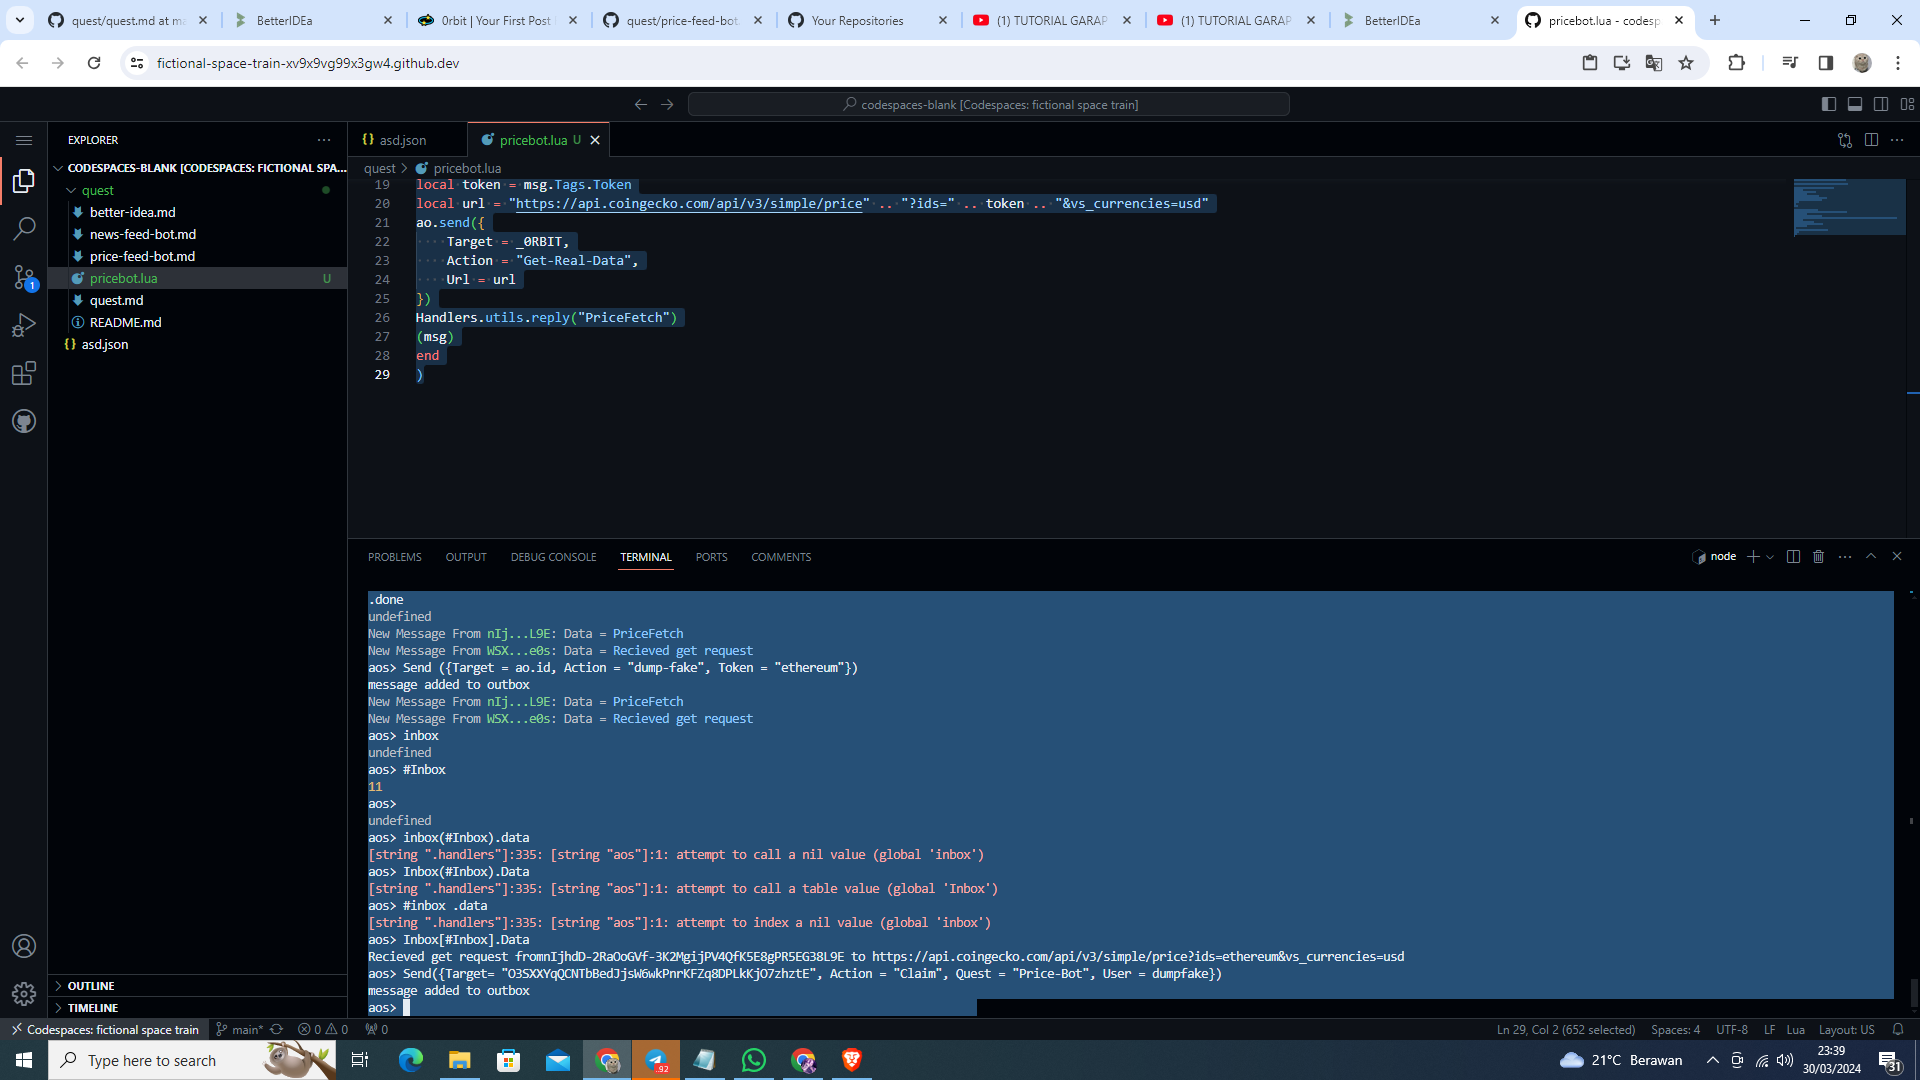 quest/quest.md at ma
BetterIDEa
0rbit | Your First Post
quest/price-feed-bot.
Your Repositories
(1) TUTORIAL GARAP
(1) TUTORIAL GARAP
BetterIDEa
pricebot.lua - codesp
fictional-space-train-xv9x9vg99x3gw4.github.dev
codespaces-blank [Codespaces: fictional space train]
EXPLORER
CODESPACES-BLANK [CODESPACES: FICTIONAL SPA...
quest
better-idea.md
news-feed-bot.md
price-feed-bot.md
pricebot.lua U
quest.md
README.md
asd.json
OUTLINE
TIMELINE
1
asd.json
pricebot.lua U
quest > pricebot.lua
19 local token = msg.Tags.Token
20 local url = "https://api.coingecko.com/api/v3/simple/price" .. "?ids=" .. token .. "&vs_currencies=usd"
21 ao.send({
22 Target = _0RBIT,
23 Action = "Get-Real-Data",
24 Url = url
25 })
26 Handlers.utils.reply("PriceFetch")
27 (msg)
28 end
29 )
PROBLEMS OUTPUT DEBUG CONSOLE TERMINAL PORTS COMMENTS
node
.done
undefined
New Message From nIj...L9E: Data = PriceFetch
New Message From WSX...e0s: Data = Recieved get request
aos> Send ({Target = ao.id, Action = "dump-fake", Token = "ethereum"})
message added to outbox
New Message From nIj...L9E: Data = PriceFetch
New Message From WSX...e0s: Data = Recieved get request
aos> inbox
undefined
aos> #Inbox
11
aos>
undefined
aos> inbox(#Inbox).data
[string ".handlers"]:335: [string "aos"]:1: attempt to call a nil value (global 'inbox')
aos> Inbox(#Inbox).Data
[string ".handlers"]:335: [string "aos"]:1: attempt to call a table value (global 'Inbox')
aos> #inbox .data
[string ".handlers"]:335: [string "aos"]:1: attempt to index a nil value (global 'inbox')
aos> Inbox[#Inbox].Data
Recieved get request fromnIjhdD-2RaOoGVf-3K2MgijPV4QfK5E8gPR5EG38L9E to https://api.coingecko.com/api/v3/simple/price?ids=ethereum&vs_currencies=usd
aos> Send({Target= "O3SXXYqQCNTbBedJjsW6wkPnrKFZq8DPLkKjO7zhztE", Action = "Claim", Quest = "Price-Bot", User = dumpfake})
message added to outbox
aos>
Codespaces: fictional space train
main*
0 0
0
Ln 29, Col 2 (652 selected) Spaces: 4 UTF-8 LF Lua Layout: US
Type here to search
.92
21°C Berawan
23:39
30/03/2024
31